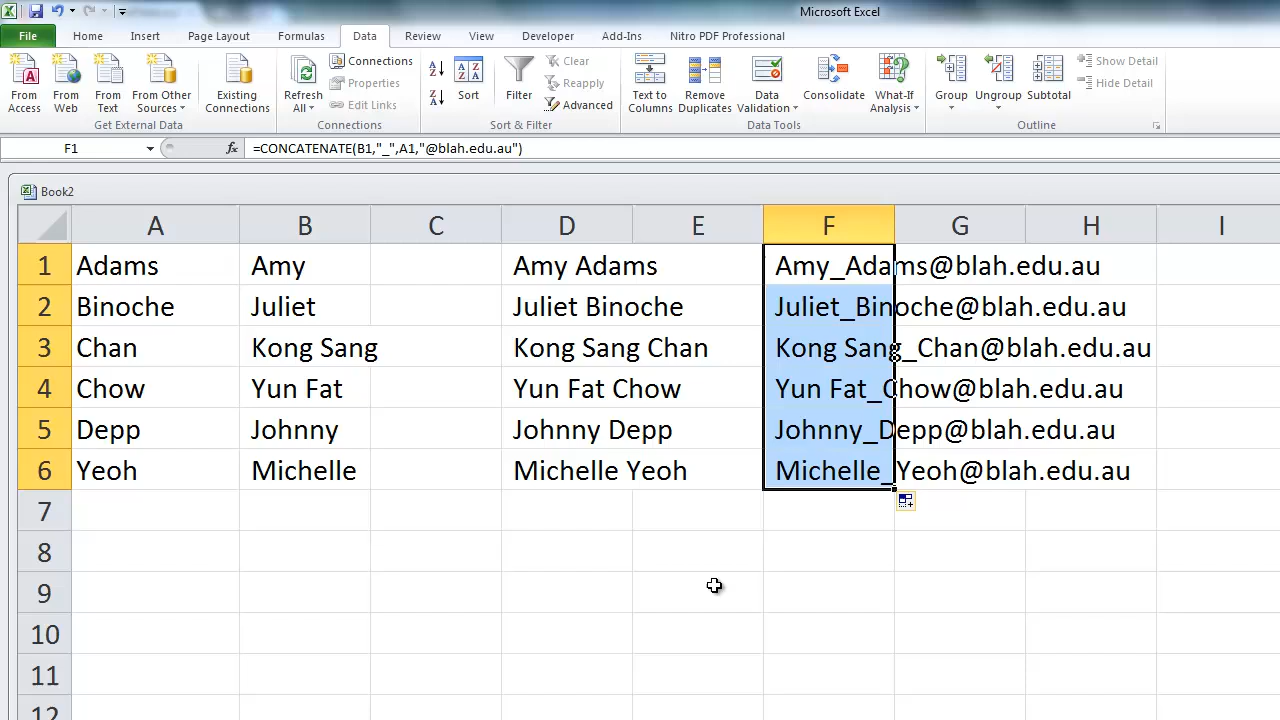 Microsoft Excel
File Home Insert Page Layout Formulas Data Review View Developer Add-Ins Nitro PDF Professional
From Access
From Web
From Text
From Other Sources
Existing Connections
Get External Data
Refresh All
Connections
Properties
Edit Links
Connections
Sort
Filter
Clear
Reapply
Advanced
Sort & Filter
Text to Columns
Remove Duplicates
Data Validation
Consolidate
What-If Analysis
Data Tools
Group
Ungroup
Subtotal
Show Detail
Hide Detail
Outline
F1 fx =CONCATENATE(B1,"_",A1,"@blah.edu.au")
Book2
A B C D E F G H I
1 Adams Amy Amy Adams Amy_Adams@blah.edu.au
2 Binoche Juliet Juliet Binoche Juliet_Binoche@blah.edu.au
3 Chan Kong Sang Kong Sang Chan Kong Sang_Chan@blah.edu.au
4 Chow Yun Fat Yun Fat Chow Yun Fat_Chow@blah.edu.au
5 Depp Johnny Johnny Depp Johnny_Depp@blah.edu.au
6 Yeoh Michelle Michelle Yeoh Michelle_Yeoh@blah.edu.au
7
8
9
10
11
12